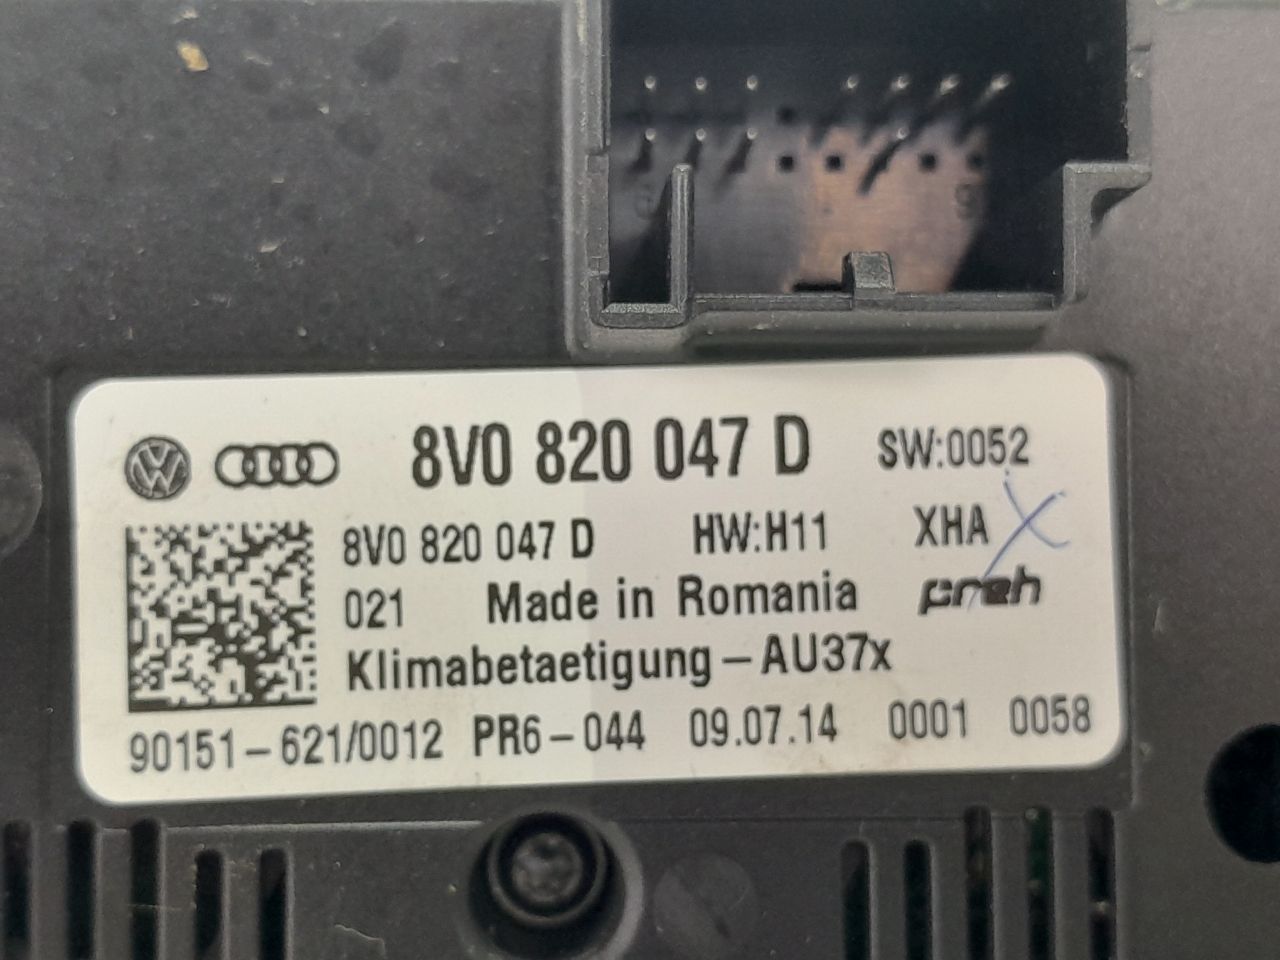 8V0 820 047 D SW:0052
8V0 820 047 D HW:H11 XHA
021 Made in Romania preh
Klimabetaetigung-AU37x
90151-621/0012 PR6-044 09.07.14 0001 0058
9